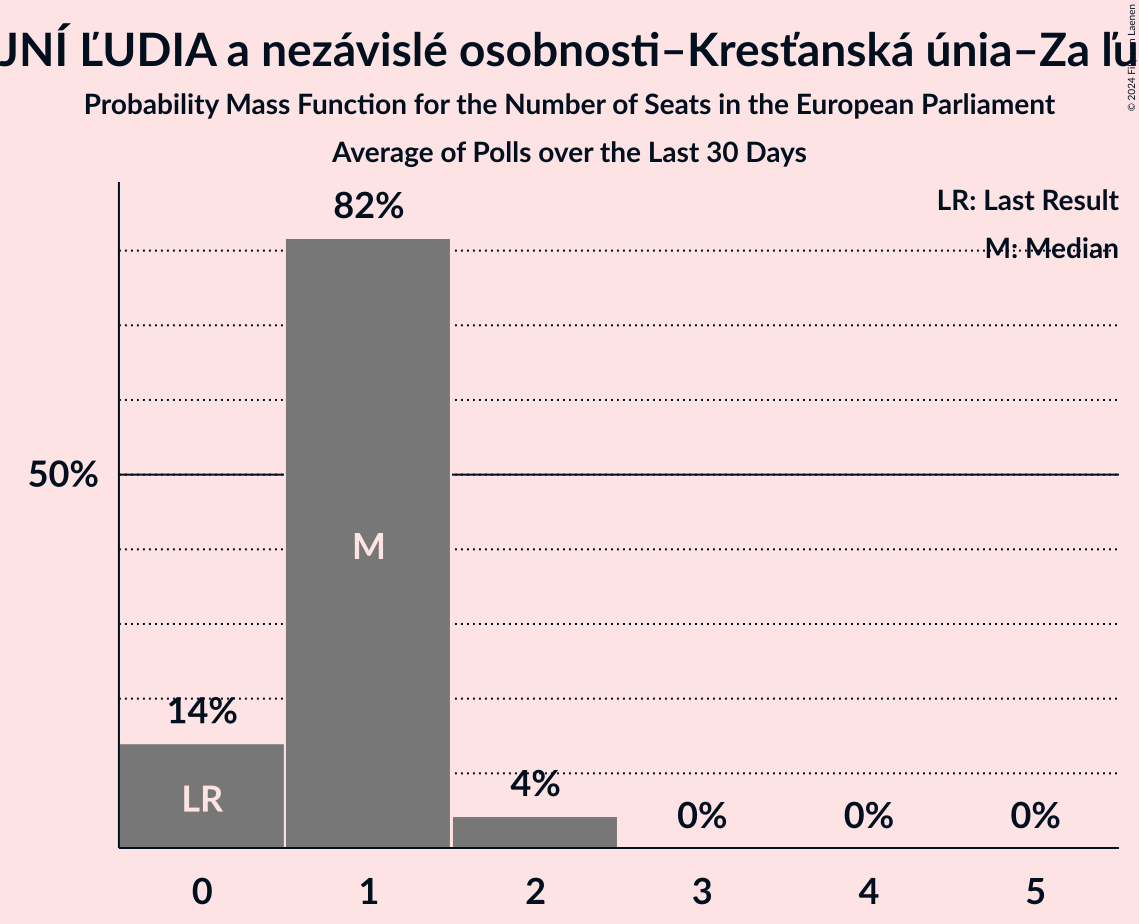 JNÍ ĽUDIA a nezávislé osobnosti–Kresťanská únia–Za ľu
Probability Mass Function for the Number of Seats in the European Parliament
Average of Polls over the Last 30 Days
© 2024 Laenen
LR: Last Result
M: Median
82%
50%
M
14%
LR
4%
0% 0% 0%
0 1 2 3 4 5